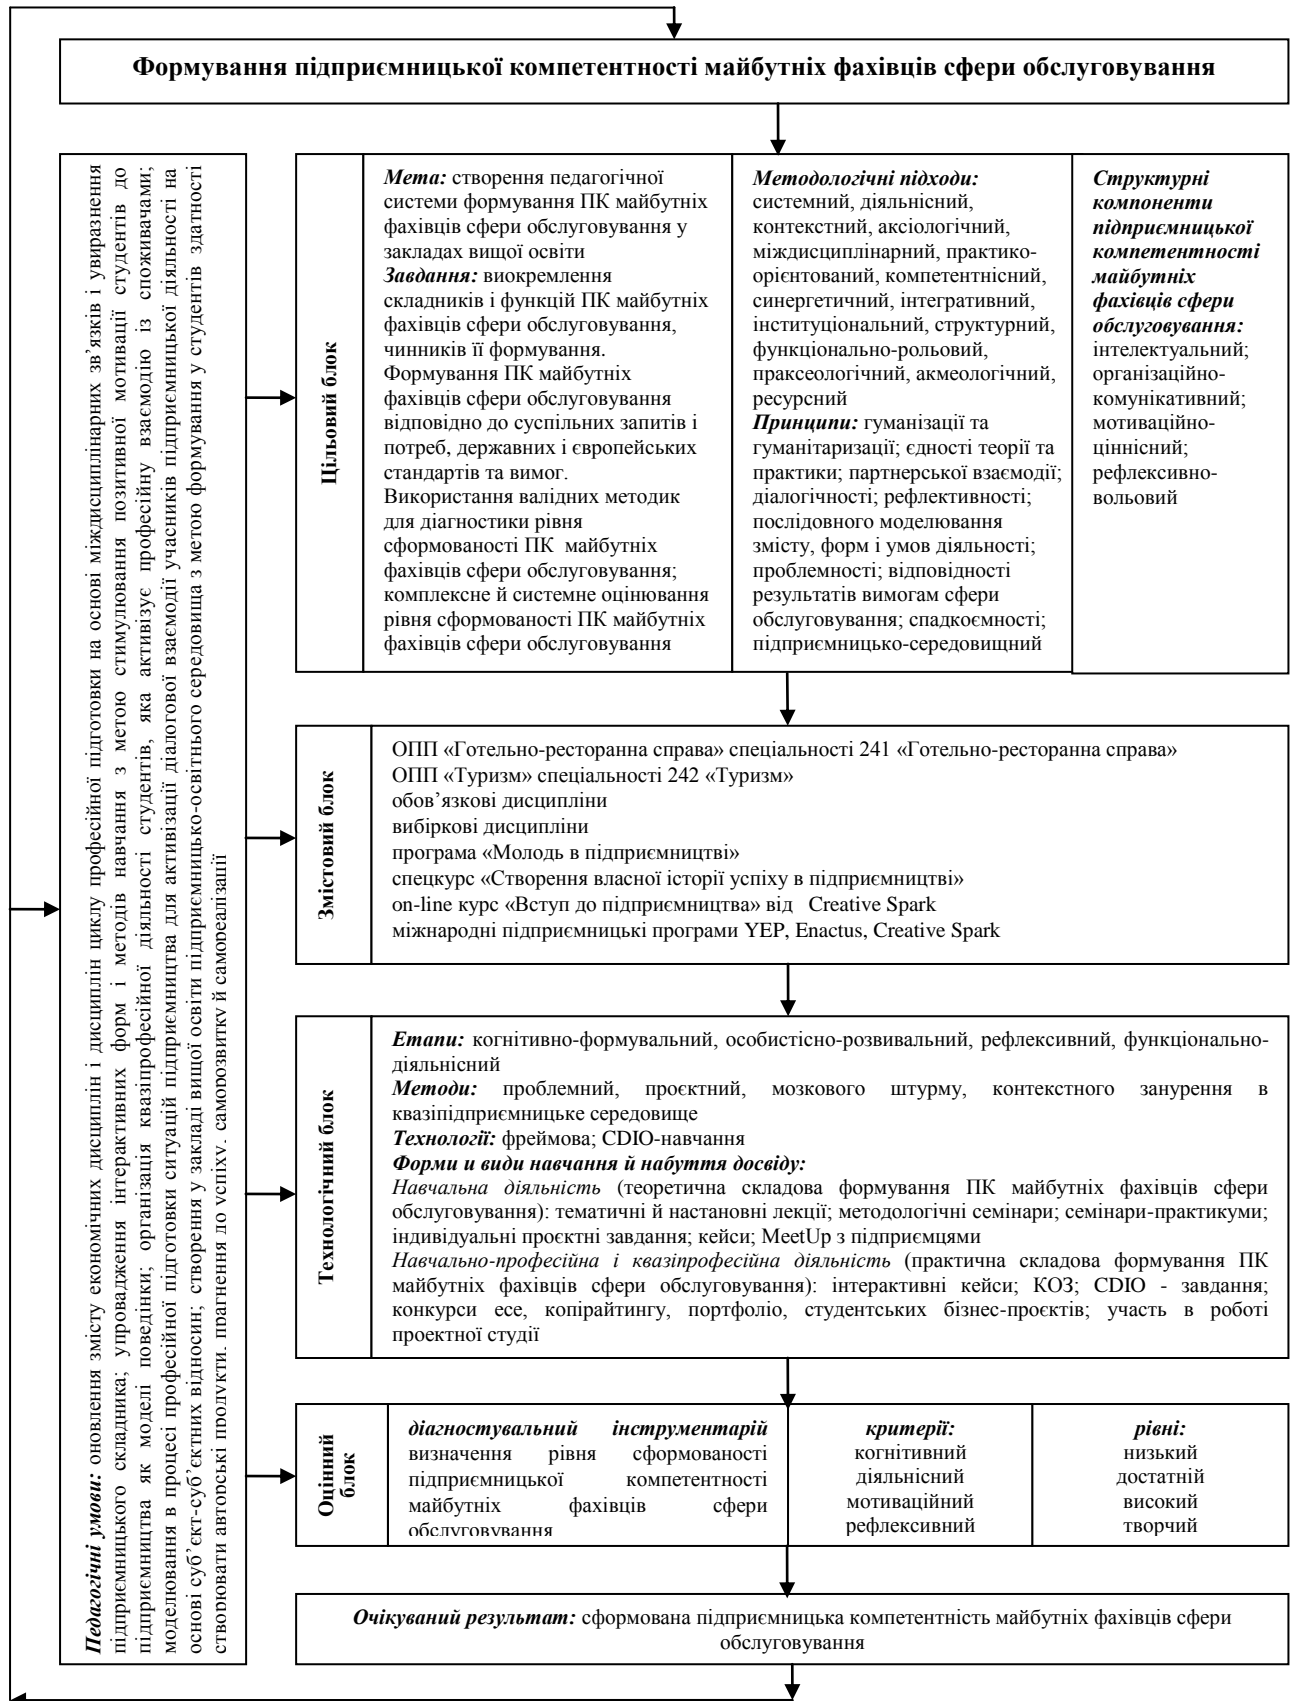 Формування підприємницької компетентності майбутніх фахівців сфери обслуговування
Педагогічні умови: оновлення змісту економічних дисциплін і дисциплін циклу професійної підготовки на основі міждисциплінарних зв’язків і увиразнення
підприємницького складника; упровадження інтерактивних форм і методів навчання з метою стимулювання позитивної мотивації студентів до
підприємництва як моделі поведінки; організація квазіпрофесійної діяльності студентів, яка активізує професійну взаємодію із споживачами;
моделювання в процесі професійної підготовки ситуацій підприємництва для активізації діалогової взаємодії учасників підприємницької діяльності на
основі суб’єкт-суб’єктних відносин; створення у закладі вищої освіти підприємницько-освітнього середовища з метою формування у студентів здатності
створювати авторські продукти, прагнення до успіху, саморозвитку й самореалізації
Цільовий блок
Мета: створення педагогічної
системи формування ПК майбутніх
фахівців сфери обслуговування у
закладах вищої освіти
Завдання: виокремлення
складників і функцій ПК майбутніх
фахівців сфери обслуговування,
чинників її формування.
Формування ПК майбутніх
фахівців сфери обслуговування
відповідно до суспільних запитів і
потреб, державних і європейських
стандартів та вимог.
Використання валідних методик
для діагностики рівня
сформованості ПК майбутніх
фахівців сфери обслуговування;
комплексне й системне оцінювання
рівня сформованості ПК майбутніх
фахівців сфери обслуговування
Методологічні підходи:
системний, діяльнісний,
контекстний, аксіологічний,
міждисциплінарний, практико-
орієнтований, компетентнісний,
синергетичний, інтегративний,
інституціональний, структурний,
функціонально-рольовий,
праксеологічний, акмеологічний,
ресурсний
Принципи: гуманізації та
гуманітаризації; єдності теорії та
практики; партнерської взаємодії;
діалогічності; рефлективності;
послідовного моделювання
змісту, форм і умов діяльності;
проблемності; відповідності
результатів вимогам сфери
обслуговування; спадкоємності;
підприємницько-середовищний
Структурні
компоненти
підприємницької
компетентності
майбутніх
фахівців сфери
обслуговування:
інтелектуальний;
організаційно-
комунікативний;
мотиваційно-
ціннісний;
рефлексивно-
вольовий
Змістовий блок
ОПП «Готельно-ресторанна справа» спеціальності 241 «Готельно-ресторанна справа»
ОПП «Туризм» спеціальності 242 «Туризм»
обов’язкові дисципліни
вибіркові дисципліни
програма «Молодь в підприємництві»
спецкурс «Створення власної історії успіху в підприємництві»
on-line курс «Вступ до підприємництва» від Creative Spark
міжнародні підприємницькі програми YEP, Enactus, Creative Spark
Технологічний блок
Етапи: когнітивно-формувальний, особистісно-розвивальний, рефлексивний, функціонально-
діяльнісний
Методи: проблемний, проєктний, мозкового штурму, контекстного занурення в
квазіпідприємницьке середовище
Технології: фреймова; CDIO-навчання
Форми и види навчання й набуття досвіду:
Навчальна діяльність (теоретична складова формування ПК майбутніх фахівців сфери
обслуговування): тематичні й настановні лекції; методологічні семінари; семінари-практикуми;
індивідуальні проєктні завдання; кейси; MeetUp з підприємцями
Навчально-професійна і квазіпрофесійна діяльність (практична складова формування ПК
майбутніх фахівців сфери обслуговування): інтерактивні кейси; КОЗ; CDIO - завдання;
конкурси есе, копірайтингу, портфоліо, студентських бізнес-проєктів; участь в роботі
проектної студії
Оцінний
блок
діагностувальний інструментарій
визначення рівня сформованості
підприємницької компетентності
майбутніх фахівців сфери
обслуговування
критерії:
когнітивний
діяльнісний
мотиваційний
рефлексивний
рівні:
низький
достатній
високий
творчий
Очікуваний результат: сформована підприємницька компетентність майбутніх фахівців сфери
обслуговування